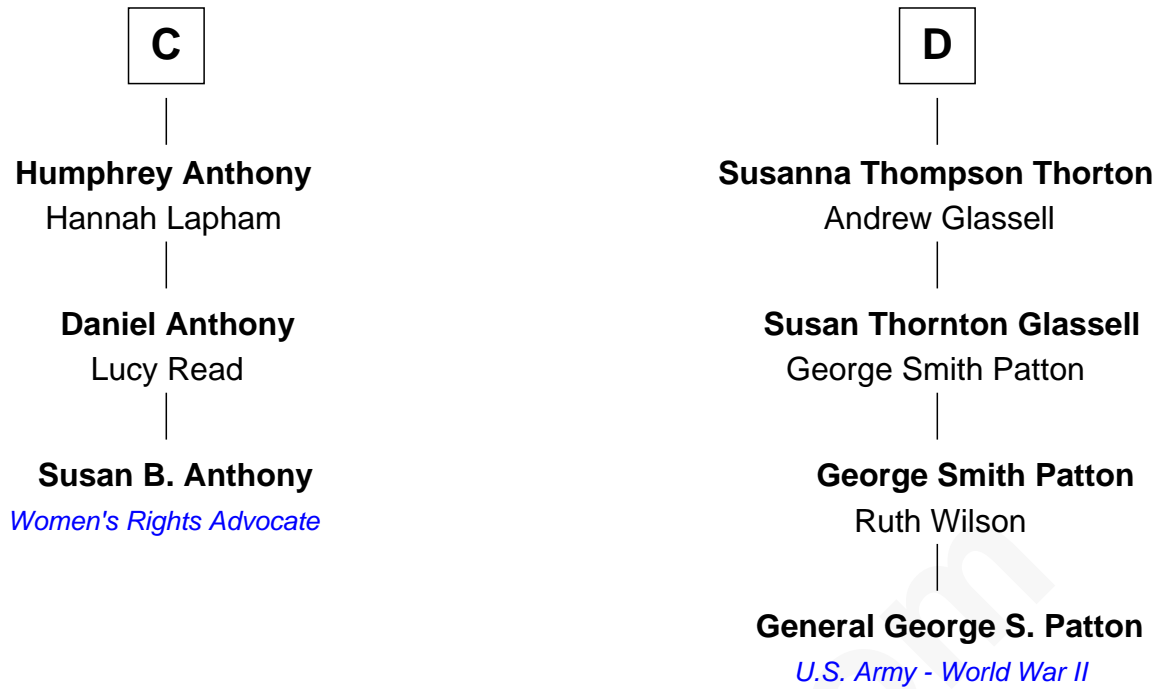 C
Humphrey Anthony
Hannah Lapham
Daniel Anthony
Lucy Read
Susan B. Anthony
Women's Rights Advocate
D
Susanna Thompson Thorton
Andrew Glassell
Susan Thornton Glassell
George Smith Patton
George Smith Patton
Ruth Wilson
General George S. Patton
U.S. Army - World War II